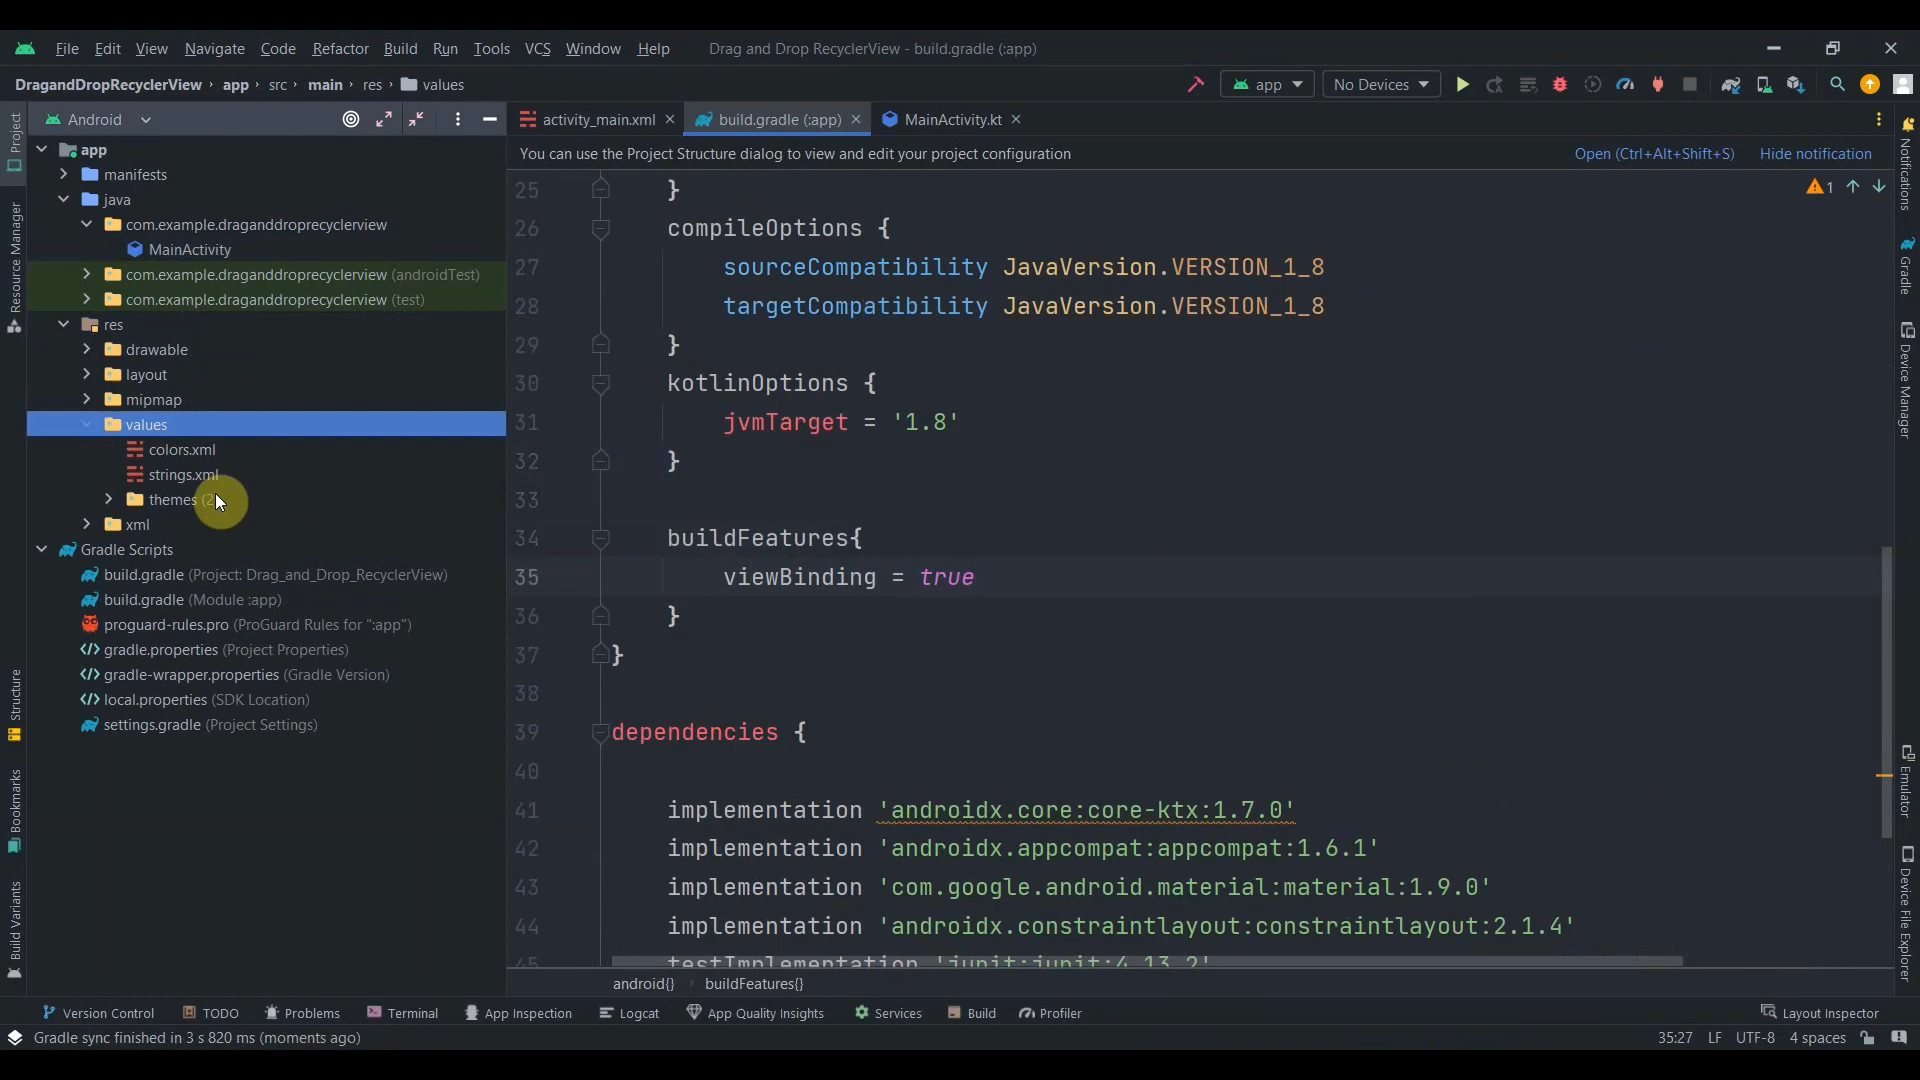 File Edit View Navigate Code Refactor Build Run Tools VCS Window Help Drag and Drop RecyclerView - build.gradle (:app)
DragandDropRecyclerView app src main res values
app No Devices
Android
activity_main.xml build.gradle (:app) MainActivity.kt
You can use the Project Structure dialog to view and edit your project configuration Open (Ctrl+Alt+Shift+S) Hide notification
app
manifests
java
com.example.draganddroprecyclerview
MainActivity
com.example.draganddroprecyclerview (androidTest)
com.example.draganddroprecyclerview (test)
res
drawable
layout
mipmap
values
colors.xml
strings.xml
themes
xml
Gradle Scripts
build.gradle (Project: Drag_and_Drop_RecyclerView)
build.gradle (Module :app)
proguard-rules.pro (ProGuard Rules for ":app")
gradle.properties (Project Properties)
gradle-wrapper.properties (Gradle Version)
local.properties (SDK Location)
settings.gradle (Project Settings)
1
25 }
26 compileOptions {
27 sourceCompatibility JavaVersion.VERSION_1_8
28 targetCompatibility JavaVersion.VERSION_1_8
29 }
30 kotlinOptions {
31 jvmTarget = '1.8'
32 }
33
34 buildFeatures{
35 viewBinding = true
36 }
37 }
38
39 dependencies {
40
41 implementation 'androidx.core:core-ktx:1.7.0'
42 implementation 'androidx.appcompat:appcompat:1.6.1'
43 implementation 'com.google.android.material:material:1.9.0'
44 implementation 'androidx.constraintlayout:constraintlayout:2.1.4'
45 testImplementation 'junit:junit:4.13.2'
android{} buildFeatures{}
Project
Resource Manager
Structure
Bookmarks
Build Variants
Notifications
Gradle
Device Manager
Emulator
Device File Explorer
Version Control TODO Problems Terminal App Inspection Logcat App Quality Insights Services Build Profiler Layout Inspector
Gradle sync finished in 3 s 820 ms (moments ago) 35:27 LF UTF-8 4 spaces